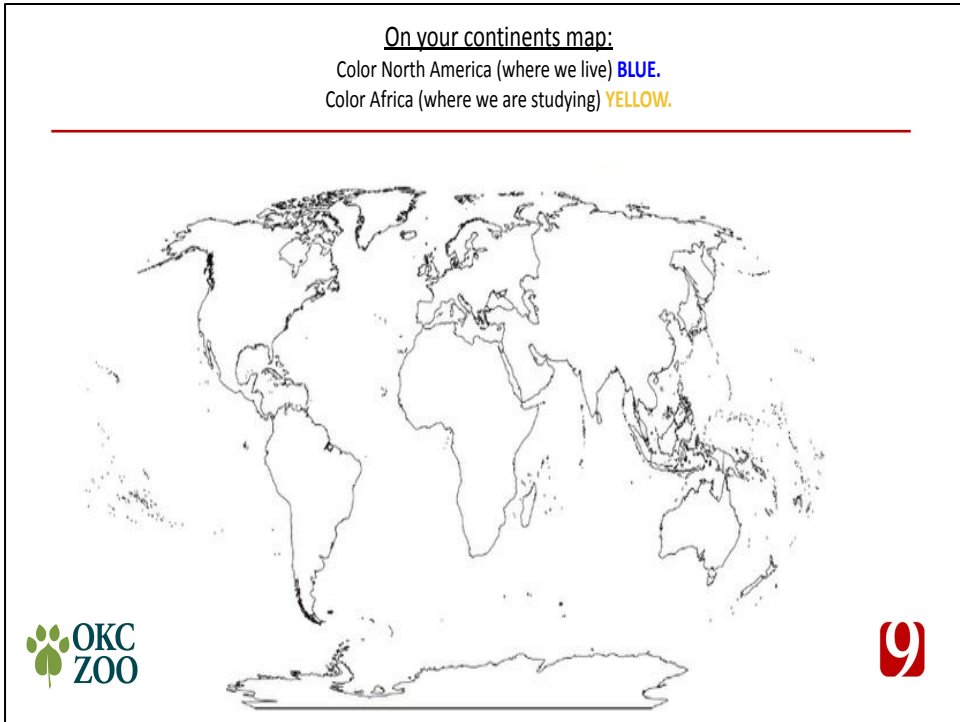 On your continents map:
Color North America (where we live) BLUE.
Color Africa (where we are studying) YELLOW.
OKC
ZOO
9